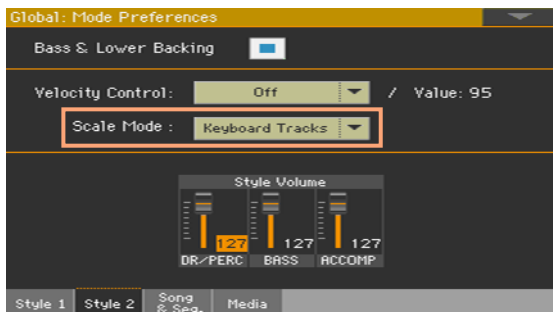 Global: Mode Preferences
Bass & Lower Backing
Velocity Control: Off / Value: 95
Scale Mode : Keyboard Tracks
Style Volume
127 127 127
DR/PERC BASS ACCOMP
Style 1 Style 2 Song & Seq. Media